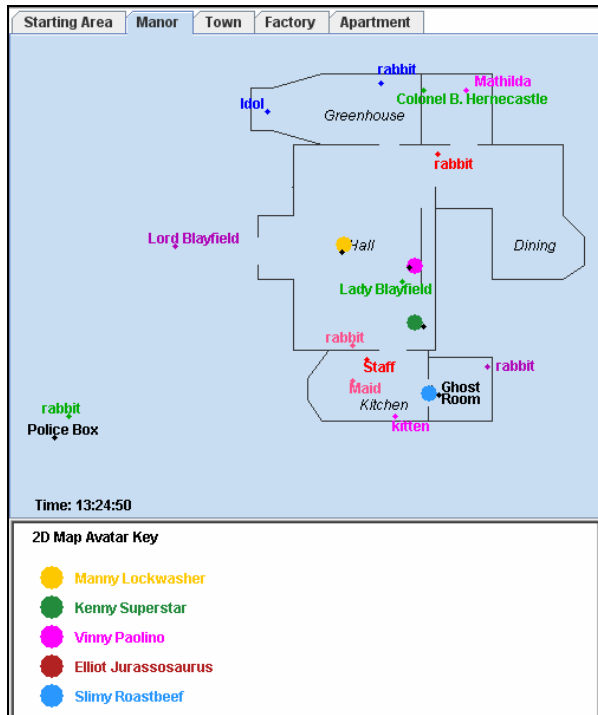 Starting Area Manor Town Factory Apartment
rabbit
Mathilda
Colonel B. Hernecastle
Idol
Greenhouse
rabbit
Lord Blayfield
Hall
Dining
Lady Blayfield
rabbit
Staff
rabbit
Maid
Ghost
Room
Kitchen
rabbit
kitten
Police Box
Time: 13:24:50
2D Map Avatar Key
Manny Lockwasher
Kenny Superstar
Vinny Paolino
Elliot Jurassosaurus
Slimy Roastbeef